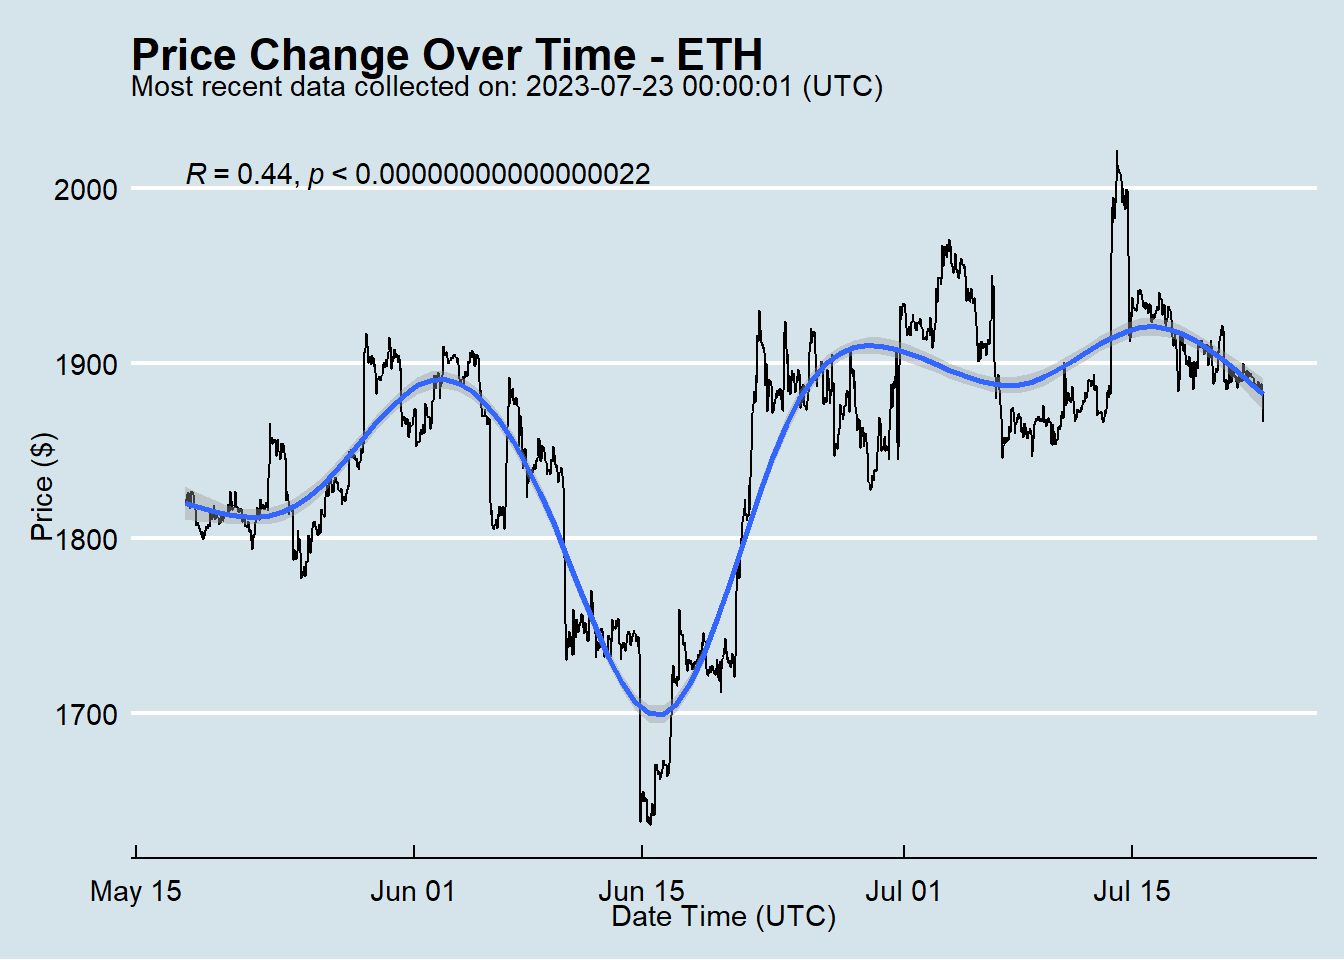 Price Change Over Time - ETH
Most recent data collected on: 2023-07-23 00:00:01 (UTC)
R = 0.44, p < 0.00000000000000022
2000
1900
1800
1700
Price ($)
May 15
Jun 01
Jun 15
Jul 01
Jul 15
Date Time (UTC)